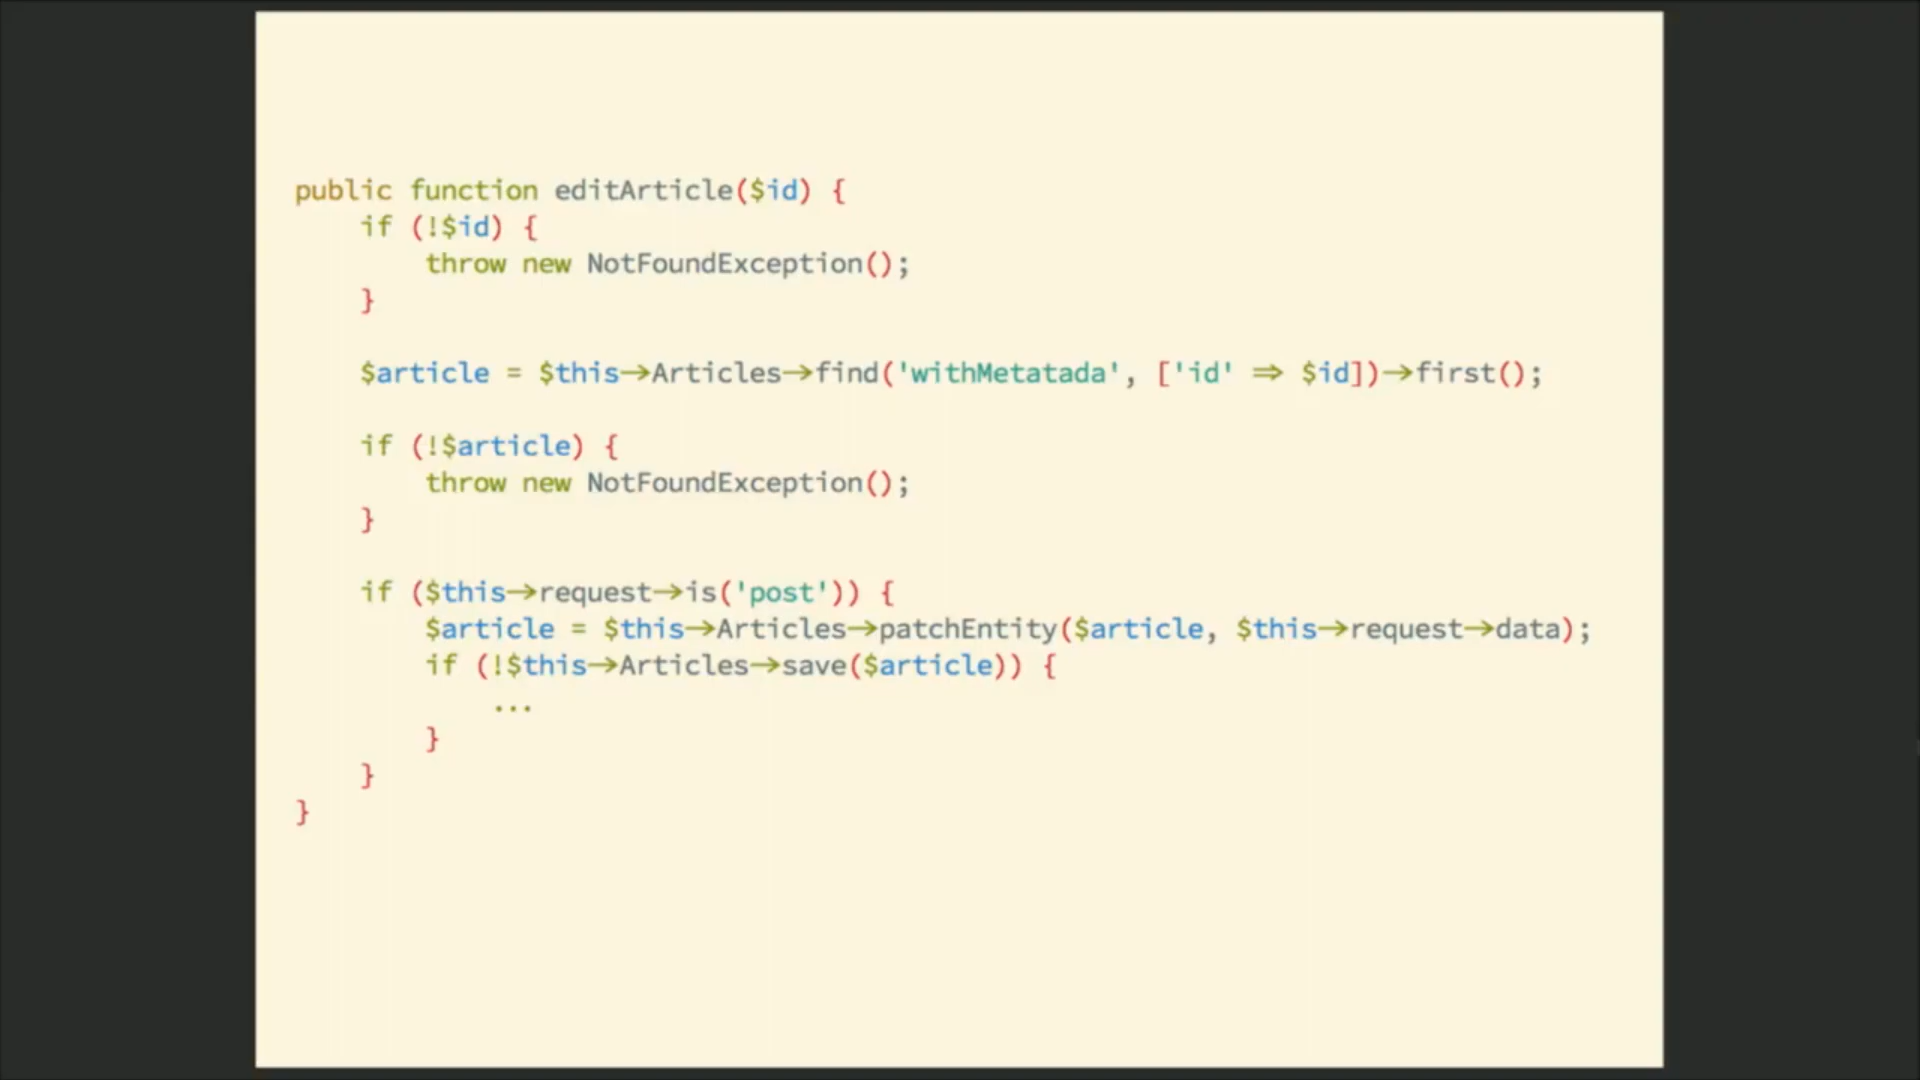 public function editArticle($id) {
if (!$id) {
throw new NotFoundException();
}
$article = $this->Articles->find('withMetatada', ['id' => $id])->first();
if (!$article) {
throw new NotFoundException();
}
if ($this->request->is('post')) {
$article = $this->Articles->patchEntity($article, $this->request->data);
if (!$this->Articles->save($article)) {
...
}
}
}